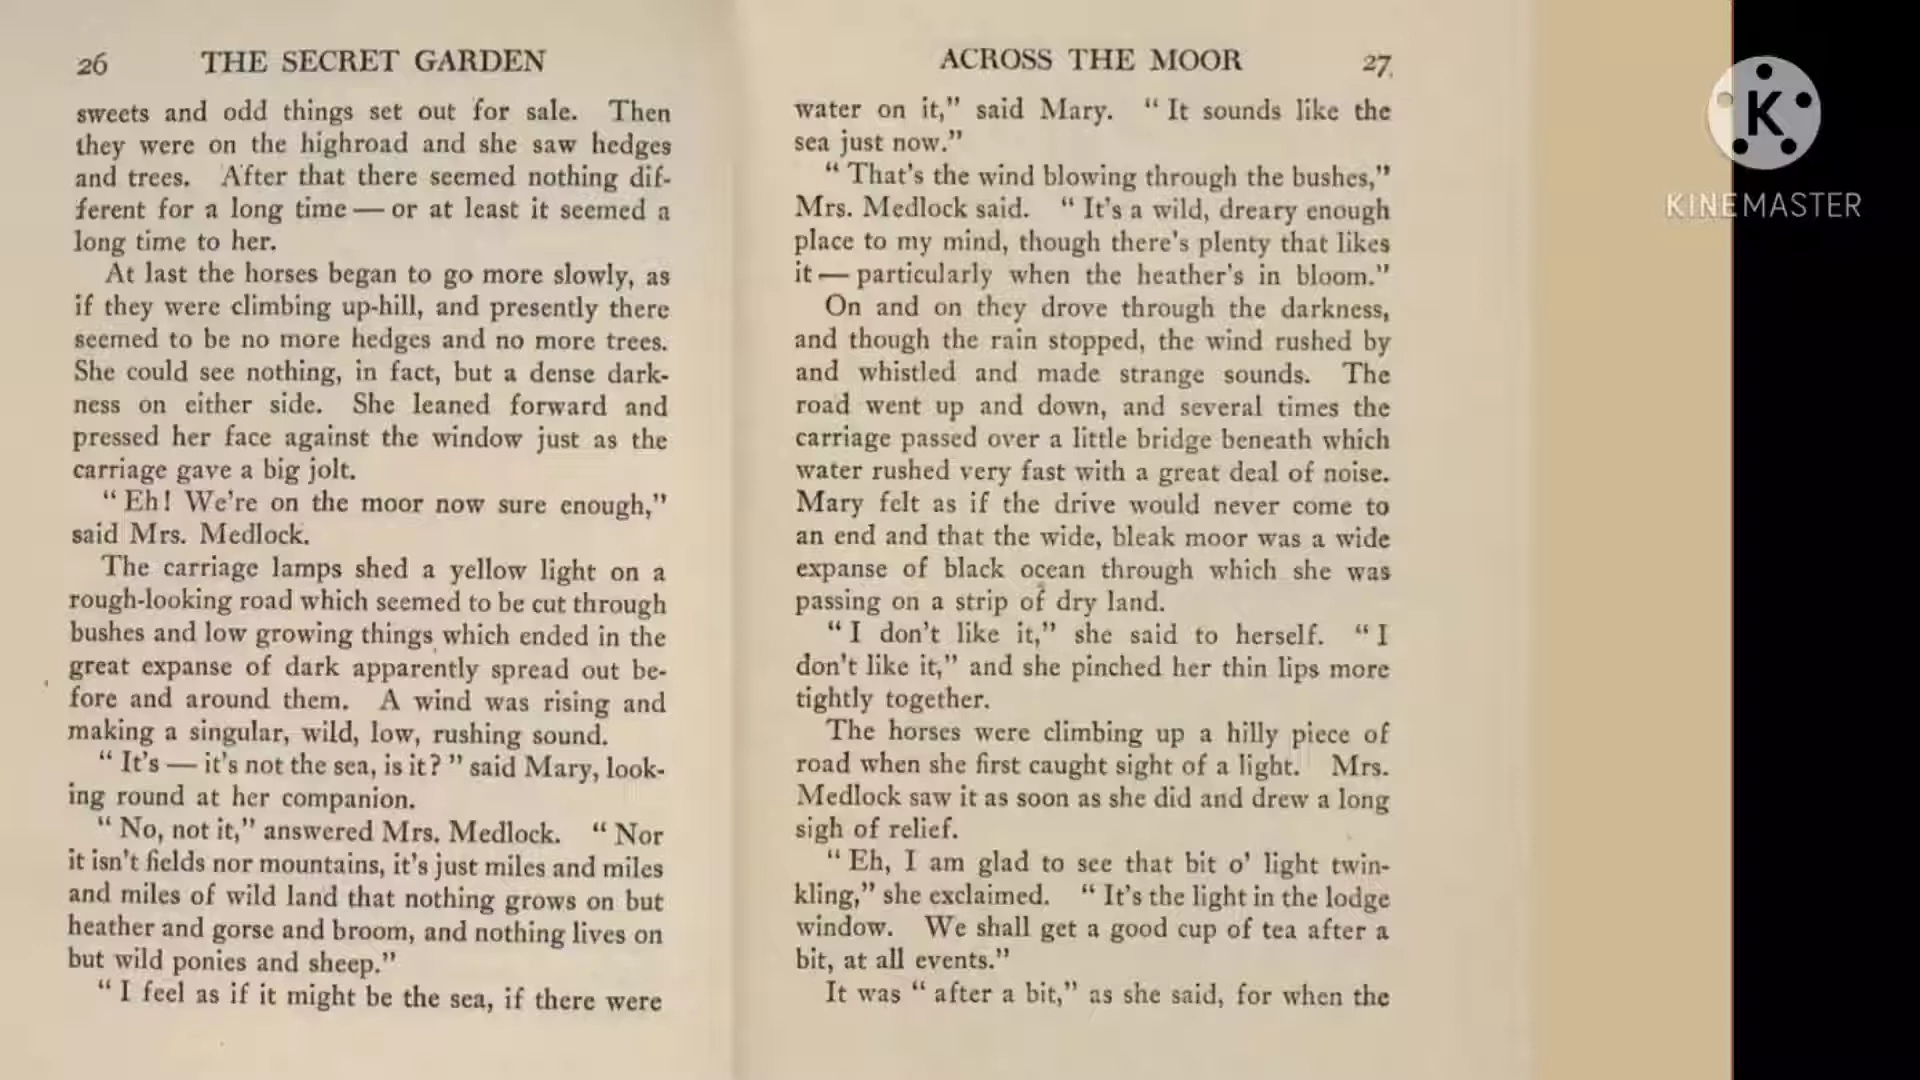 26 THE SECRET GARDEN
sweets and odd things set out for sale. Then
they were on the highroad and she saw hedges
and trees. After that there seemed nothing dif-
ferent for a long time — or at least it seemed a
long time to her.
At last the horses began to go more slowly, as
if they were climbing up-hill, and presently there
seemed to be no more hedges and no more trees.
She could see nothing, in fact, but a dense dark-
ness on either side. She leaned forward and
pressed her face against the window just as the
carriage gave a big jolt.
“ Eh! We're on the moor now sure enough,”
said Mrs. Medlock.
The carriage lamps shed a yellow light on a
rough-looking road which seemed to be cut through
bushes and low growing things which ended in the
great expanse of dark apparently spread out be-
fore and around them. A wind was rising and
making a singular, wild, low, rushing sound.
“ It's — it's not the sea, is it? ” said Mary, look-
ing round at her companion.
“ No, not it,” answered Mrs. Medlock. “ Nor
it isn't fields nor mountains, it's just miles and miles
and miles of wild land that nothing grows on but
heather and gorse and broom, and nothing lives on
but wild ponies and sheep.”
“ I feel as if it might be the sea, if there were
ACROSS THE MOOR 27
water on it,” said Mary. “ It sounds like the
sea just now.”
“ That's the wind blowing through the bushes,”
Mrs. Medlock said. “ It's a wild, dreary enough
place to my mind, though there's plenty that likes
it — particularly when the heather's in bloom.”
On and on they drove through the darkness,
and though the rain stopped, the wind rushed by
and whistled and made strange sounds. The
road went up and down, and several times the
carriage passed over a little bridge beneath which
water rushed very fast with a great deal of noise.
Mary felt as if the drive would never come to
an end and that the wide, bleak moor was a wide
expanse of black ocean through which she was
passing on a strip of dry land.
“ I don't like it,” she said to herself. “ I
don't like it,” and she pinched her thin lips more
tightly together.
The horses were climbing up a hilly piece of
road when she first caught sight of a light. Mrs.
Medlock saw it as soon as she did and drew a long
sigh of relief.
“ Eh, I am glad to see that bit o' light twin-
kling,” she exclaimed. “ It's the light in the lodge
window. We shall get a good cup of tea after a
bit, at all events.”
It was “ after a bit,” as she said, for when the
K
KINEMASTER